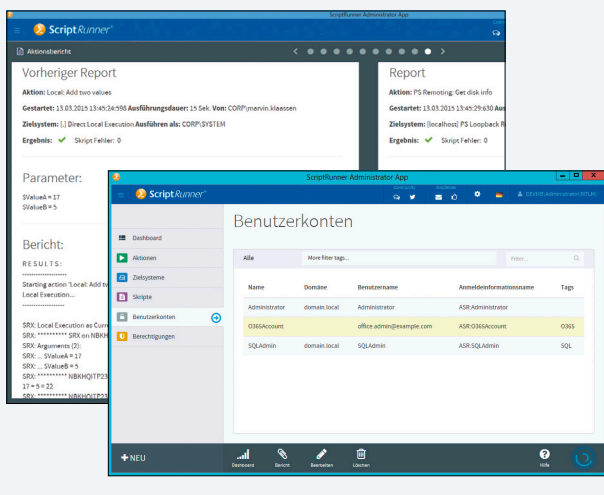 ScriptRunner Administrator App
ScriptRunner
Aktionsbericht
Vorheriger Report
Aktion: Local: Add two values
Gestartet: 13.03.2015 13:45:24:598 Ausführungsdauer: 15 Sek. Von: CORP\marvin.klaassen
Zielsystem: [.] Direct Local Execution Ausführen als: CORP\SYSTEM
Ergebnis: Skript Fehler: 0
Parameter:
$ValueA = 17
$ValueB = 5
Bericht:
RESULTS:
--------------------
Starting action 'Local: Add tw
Local Execution...
--------------------
SRX: Local Execution as Curre
SRX: ********** SRX on NBKH
SRX: Arguments (2):
SRX: ... $ValueA = 17
SRX: ... $ValueB = 5
SRX: ********** NBKHQITP23
17 + 5 = 22
SRX: ********** NBKHQITP23
Report
Aktion: PS Remoting: Get disk info
Gestartet: 13.03.2015 13:45:29:630 Aus
Zielsystem: [localhost] PS Loopback R
Ergebnis: Skript Fehler: 0
ScriptRunner Administrator App
ScriptRunner
Dashboard
Aktionen
Zielsysteme
Skripte
Benutzerkonten
Berechtigungen
Benutzerkonten
Alle More filter tags... Filter...
Name Domäne Benutzername Anmeldeinformationsname Tags
Administrator domain.local Administrator ASR:Administrator
O365Account office.admin@example.com ASR:O365Account O365
SQLAdmin domain.local SQLAdmin ASR:SQLAdmin SQL
NEU Dashboard Bericht Bearbeiten Löschen Hilfe